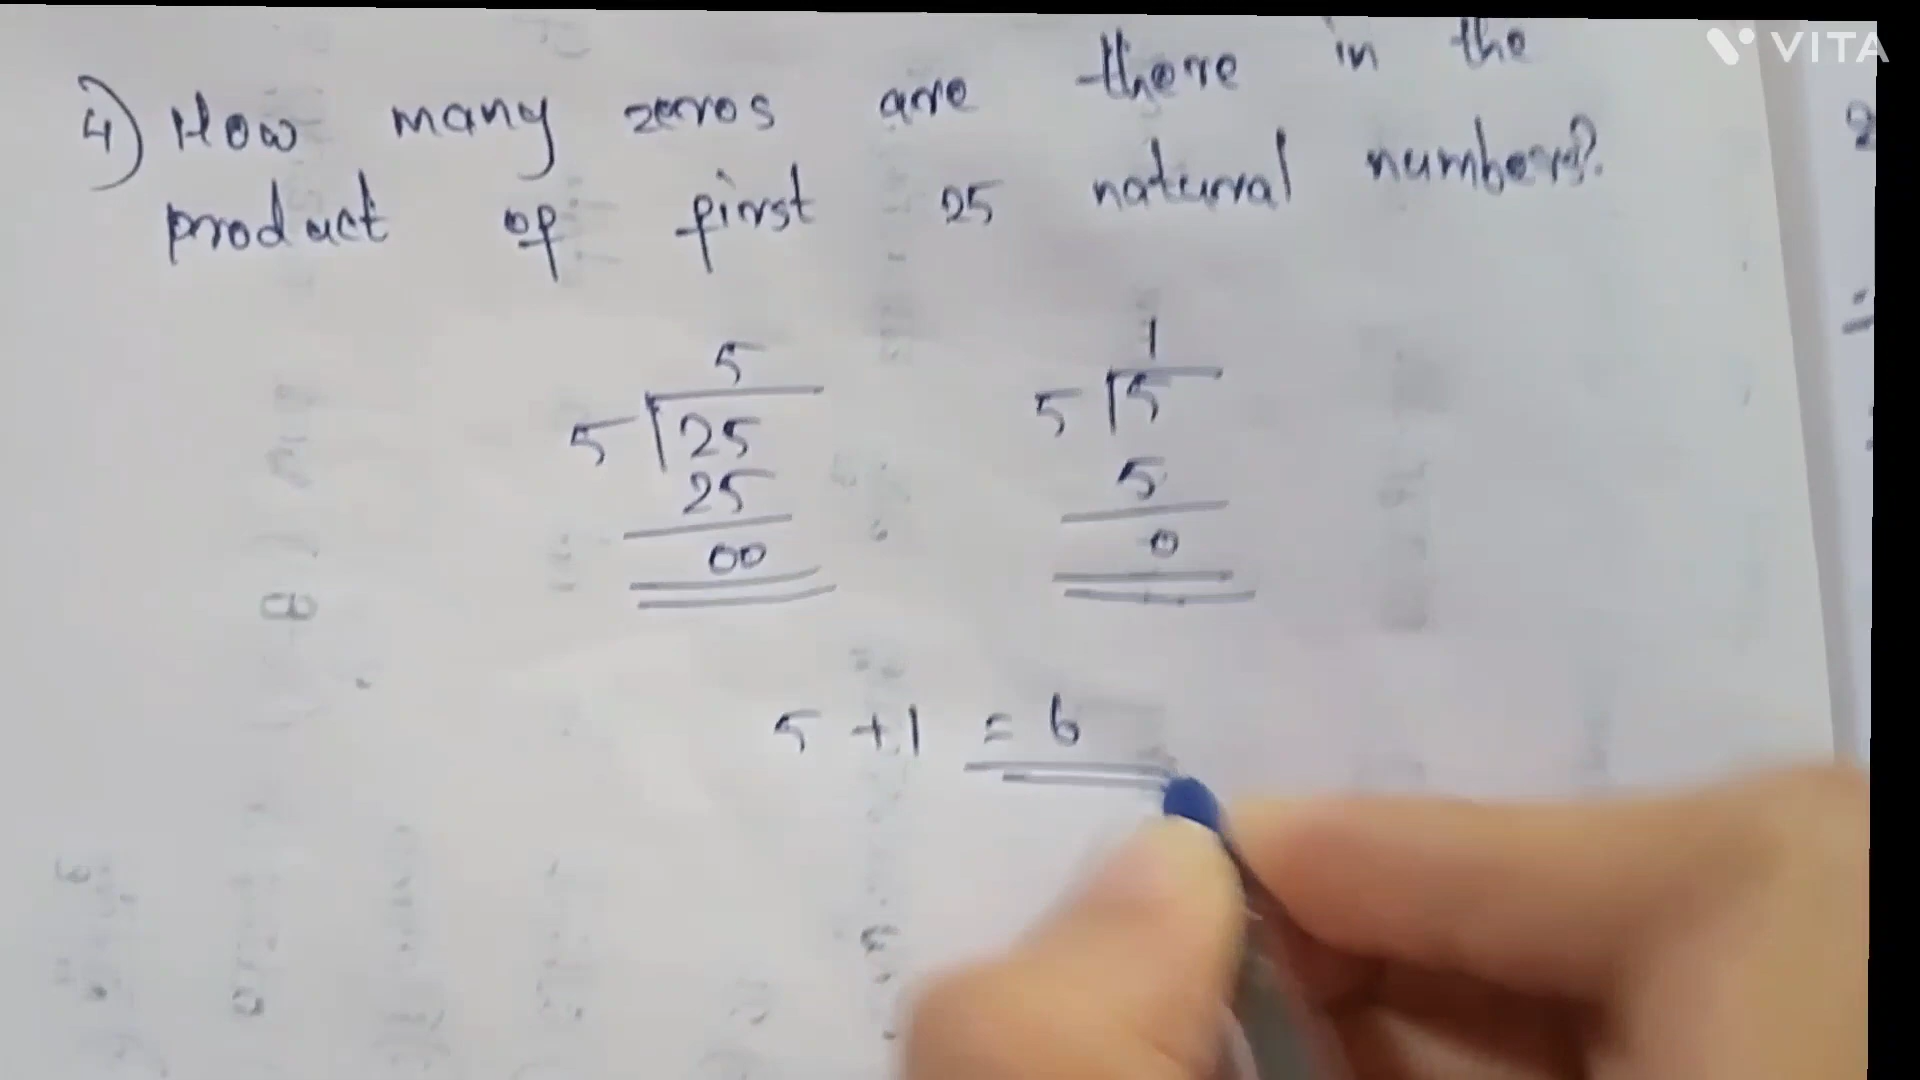 VITA
4) How many zeros are there in the
product of first 25 natural numbers?
5
5 25
25
00
1
5 5
5
0
5 + 1 = 6